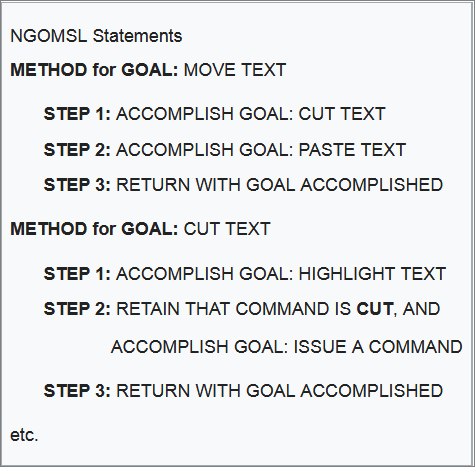 NGOMSL Statements
METHOD for GOAL: MOVE TEXT
STEP 1: ACCOMPLISH GOAL: CUT TEXT
STEP 2: ACCOMPLISH GOAL: PASTE TEXT
STEP 3: RETURN WITH GOAL ACCOMPLISHED
METHOD for GOAL: CUT TEXT
STEP 1: ACCOMPLISH GOAL: HIGHLIGHT TEXT
STEP 2: RETAIN THAT COMMAND IS CUT, AND
ACCOMPLISH GOAL: ISSUE A COMMAND
STEP 3: RETURN WITH GOAL ACCOMPLISHED
etc.